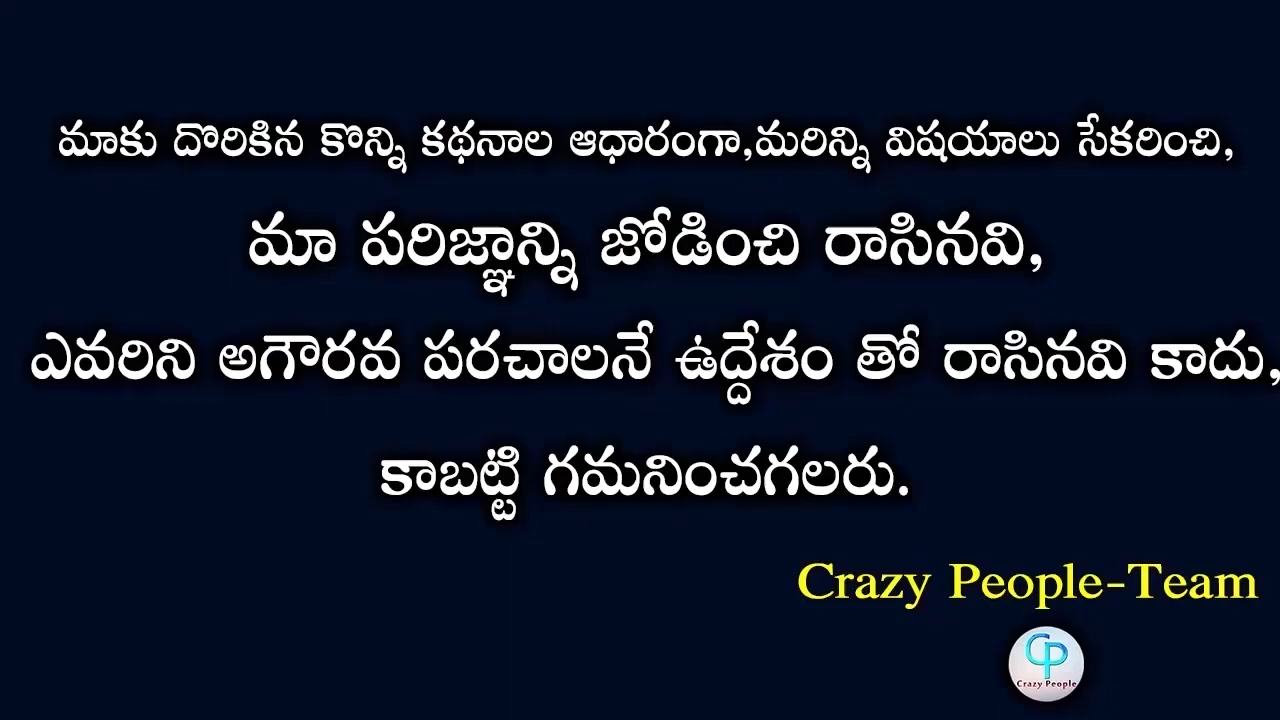 మాకు దొరికిన కొన్ని కథనాల ఆధారంగా,మరిన్ని విషయాలు సేకరించి,
మా పరిజ్ఞాన్ని జోడించి రాసినవి,
ఎవరిని అగౌరవ పరచాలనే ఉద్దేశం తో రాసినవి కాదు,
కాబట్టి గమనించగలరు.
Crazy People-Team
CP
Crazy People